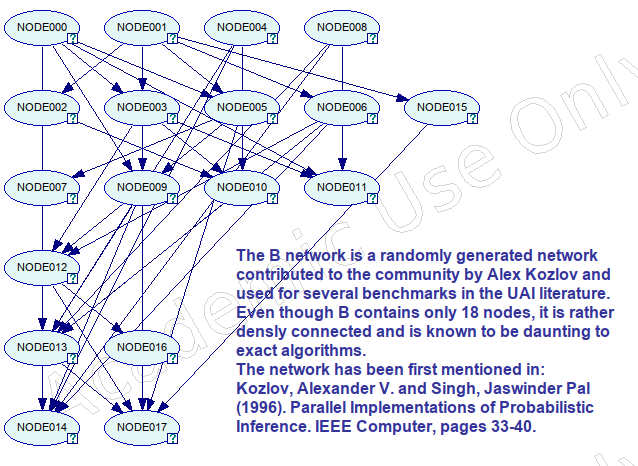 NODE000 NODE001 NODE004 NODE008
? ? ? ?
NODE002 NODE003 NODE005 NODE006 NODE015
? ? ? ? ?
NODE007 NODE009 NODE010 NODE011
? ? ? ?
The B network is a randomly generated network
contributed to the community by Alex Kozlov and
used for several benchmarks in the UAI literature.
Even though B contains only 18 nodes, it is rather
densly connected and is known to be daunting to
exact algorithms.
The network has been first mentioned in:
Kozlov, Alexander V. and Singh, Jaswinder Pal
(1996). Parallel Implementations of Probabilistic
Inference. IEEE Computer, pages 33-40.
NODE012
?
NODE013 NODE016
? ?
NODE014 NODE017
? ?
Academic Use Only